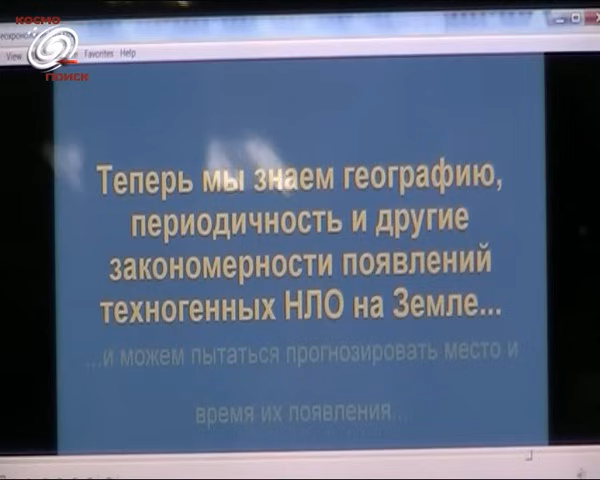 КОСМО
ПОИСК
View
Favorites Help
Теперь мы знаем географию,
периодичность и другие
закономерности появлений
техногенных НЛО на Земле...
...и можем пытаться прогнозировать место и
время их появления...